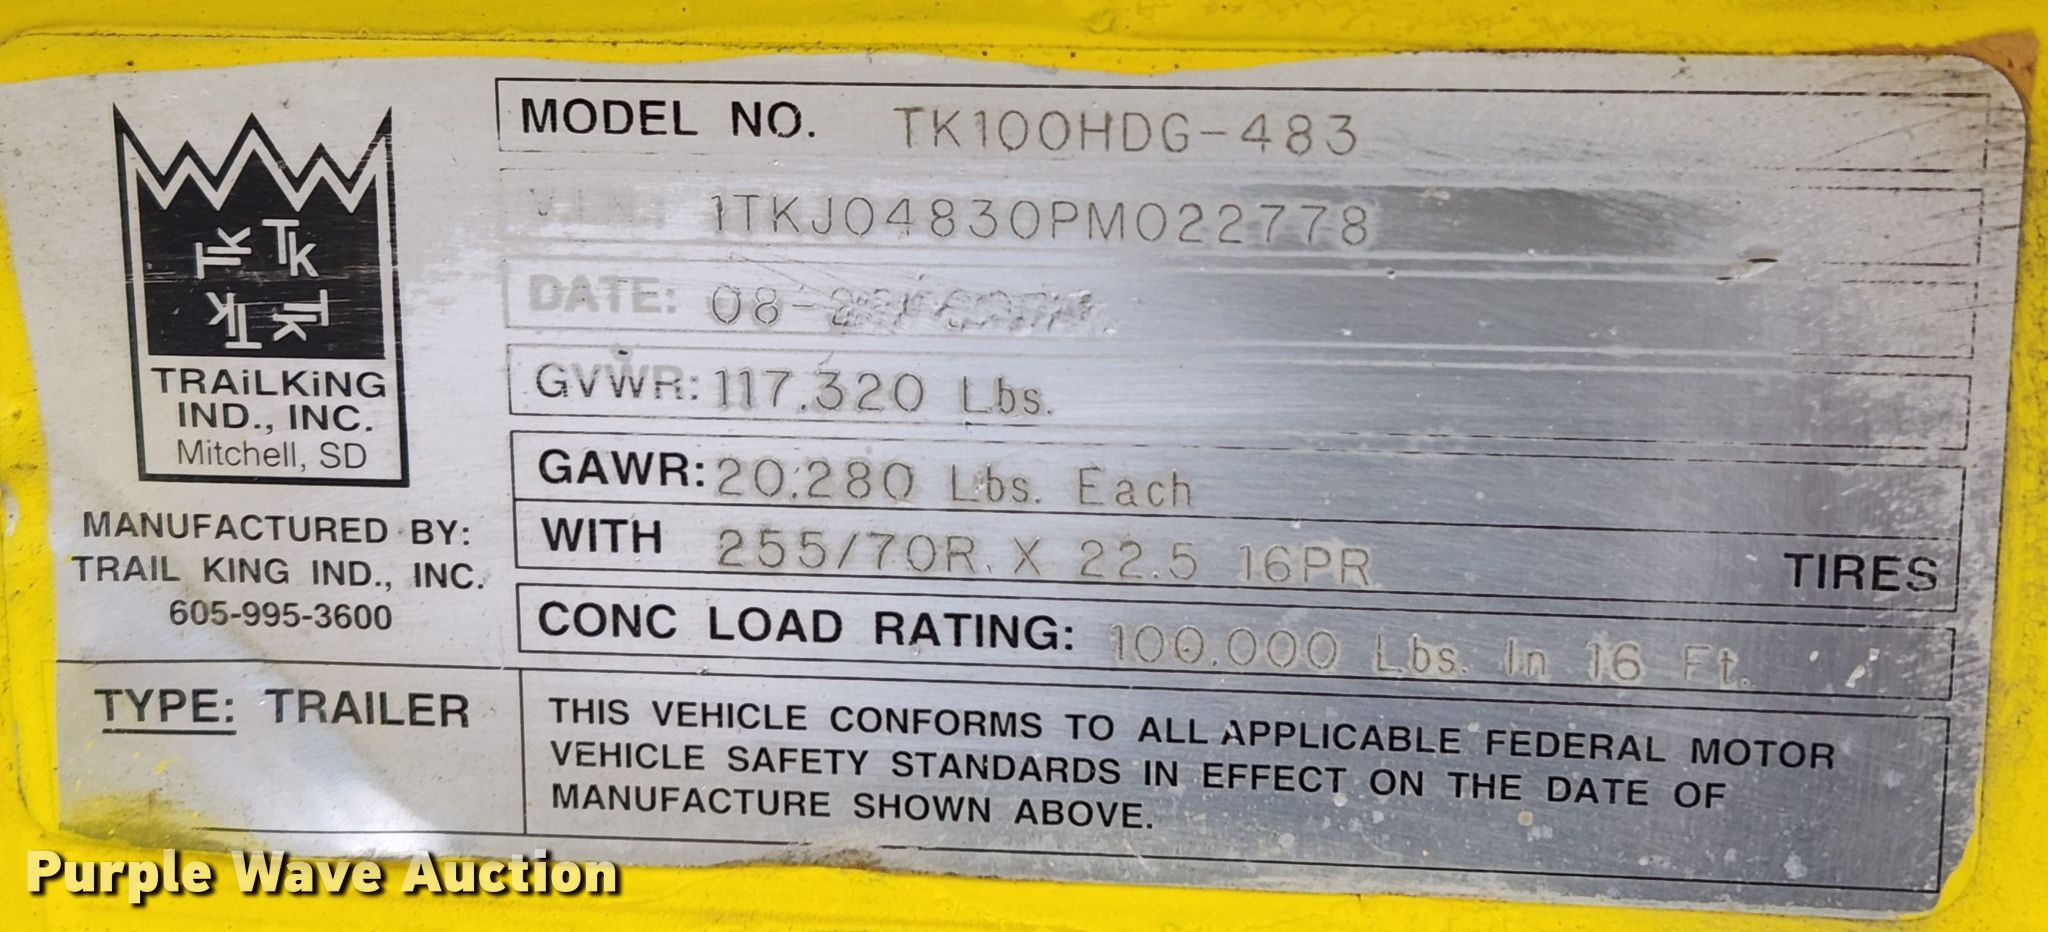 MODEL NO. TK100HDG-483
V.I.N.: 1TKJ04830PM022778
DATE: 08-
GVWR: 117,320 Lbs.
GAWR: 20,280 Lbs. Each
WITH 255/70R X 22.5 16PR TIRES
CONC LOAD RATING: 100,000 Lbs. In 16 Ft.
TK TK TK TK
TRAiLKiNG
IND., INC.
Mitchell, SD
MANUFACTURED BY:
TRAIL KING IND., INC.
605-995-3600
TYPE: TRAILER
THIS VEHICLE CONFORMS TO ALL APPLICABLE FEDERAL MOTOR
VEHICLE SAFETY STANDARDS IN EFFECT ON THE DATE OF
MANUFACTURE SHOWN ABOVE.
Purple Wave Auction